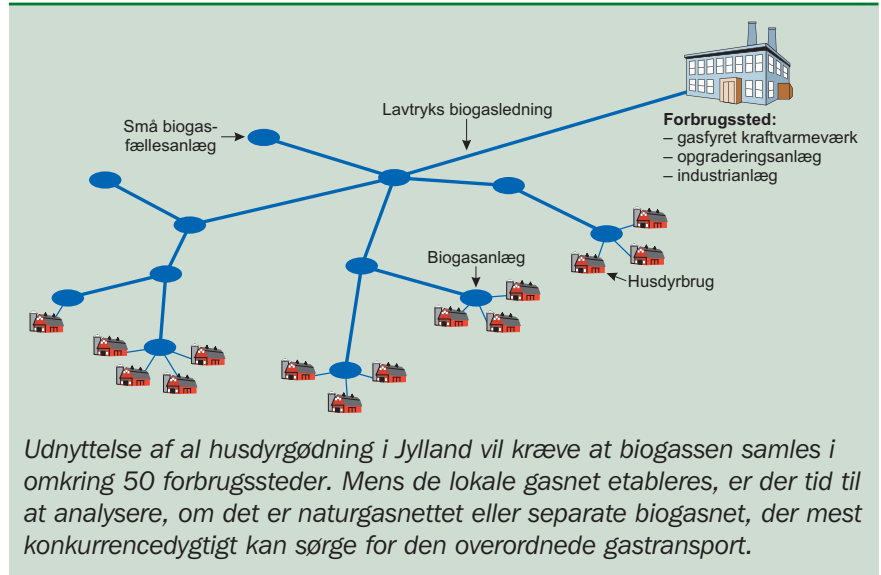 Små biogas-
fællesanlæg
Lavtryks biogasledning
Forbrugssted:
– gasfyret kraftvarmeværk
– opgraderingsanlæg
– industrianlæg
Biogasanlæg
Husdyrbrug
Udnyttelse af al husdyrgødning i Jylland vil kræve at biogassen samles i
omkring 50 forbrugssteder. Mens de lokale gasnet etableres, er der tid til
at analysere, om det er naturgasnettet eller separate biogasnet, der mest
konkurrencedygtigt kan sørge for den overordnede gastransport.